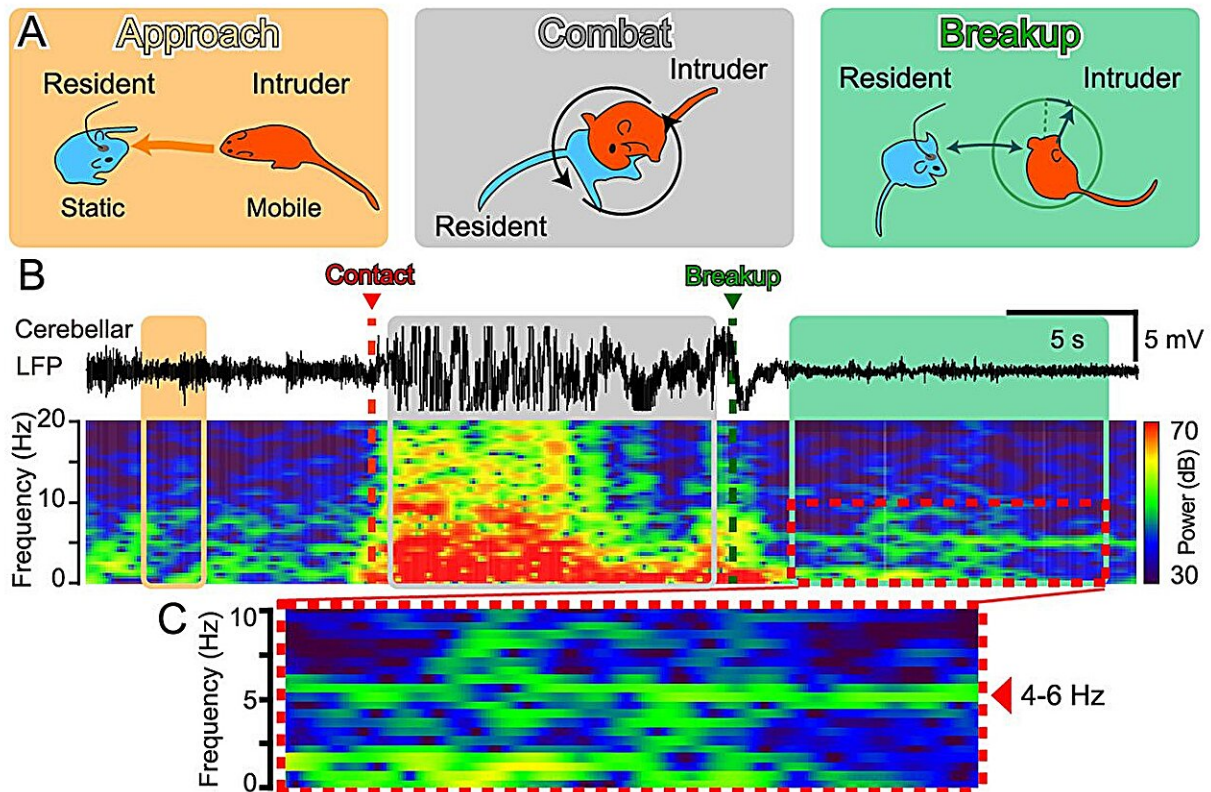 A
Approach
Resident Intruder
Static Mobile
Combat
Intruder
Resident
Breakup
Resident Intruder
B
Contact
Breakup
Cerebellar
LFP
5 s
5 mV
Frequency (Hz)
20
10
0
70
Power (dB)
30
C
Frequency (Hz)
10
5
0
4-6 Hz